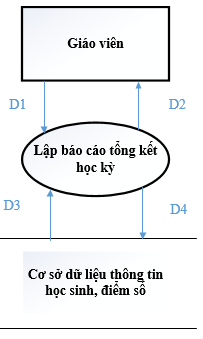 Giáo viên
D1
D2
Lập báo cáo tổng kết
học kỳ
D3
D4
Cơ sở dữ liệu thông tin
học sinh, điểm số